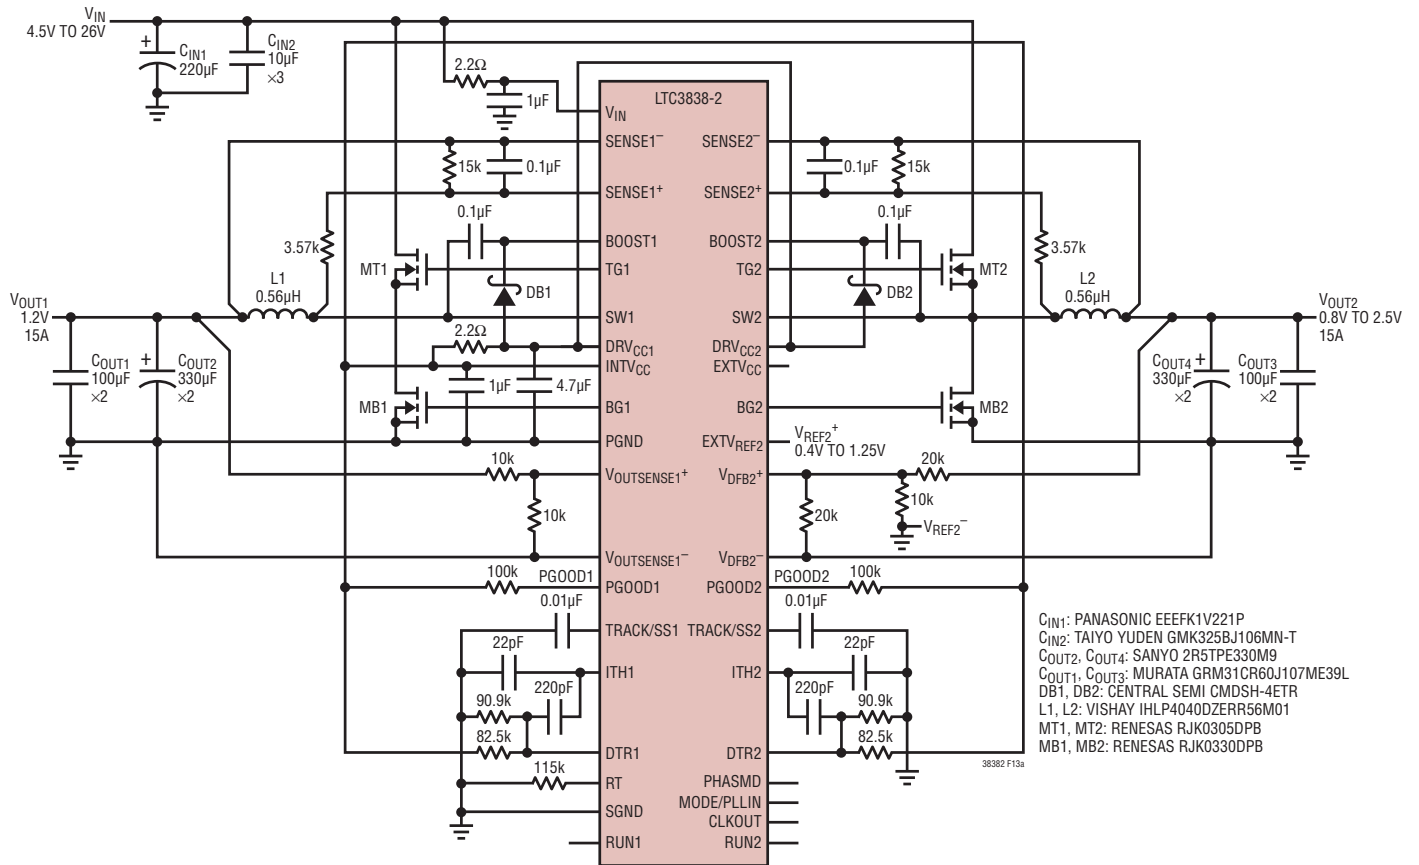 VIN
4.5V TO 26V
+
CIN1
220µF
CIN2
10µF
×3
2.2Ω
1µF
LTC3838-2
VIN
SENSE1–
SENSE2–
15k
0.1µF
0.1µF
15k
SENSE1+
SENSE2+
0.1µF
0.1µF
3.57k
3.57k
BOOST1
BOOST2
MT1
TG1
TG2
MT2
L1
0.56µH
DB1
DB2
L2
0.56µH
VOUT1
1.2V
15A
VOUT2
0.8V TO 2.5V
15A
SW1
SW2
2.2Ω
DRVCC1
DRVCC2
INTVCC
EXTVCC
COUT1
100µF
×2
+
COUT2
330µF
×2
1µF
4.7µF
COUT4
330µF
×2
+
COUT3
100µF
×2
MB1
BG1
BG2
MB2
PGND
EXTVREF2
VREF2+
0.4V TO 1.25V
10k
VOUTSENSE1+
VDFB2+
20k
10k
20k
10k
VREF2–
VOUTSENSE1–
VDFB2–
100k
PGOOD1
PGOOD1
PGOOD2
PGOOD2
100k
0.01µF
0.01µF
TRACK/SS1
TRACK/SS2
22pF
22pF
ITH1
ITH2
220pF
220pF
90.9k
90.9k
82.5k
82.5k
DTR1
DTR2
115k
RT
PHASMD
SGND
MODE/PLLIN
CLKOUT
RUN1
RUN2
38382 F13a
CIN1: PANASONIC EEEFK1V221P
CIN2: TAIYO YUDEN GMK325BJ106MN-T
COUT2, COUT4: SANYO 2R5TPE330M9
COUT1, COUT3: MURATA GRM31CR60J107ME39L
DB1, DB2: CENTRAL SEMI CMDSH-4ETR
L1, L2: VISHAY IHLP4040DZERR56M01
MT1, MT2: RENESAS RJK0305DPB
MB1, MB2: RENESAS RJK0330DPB